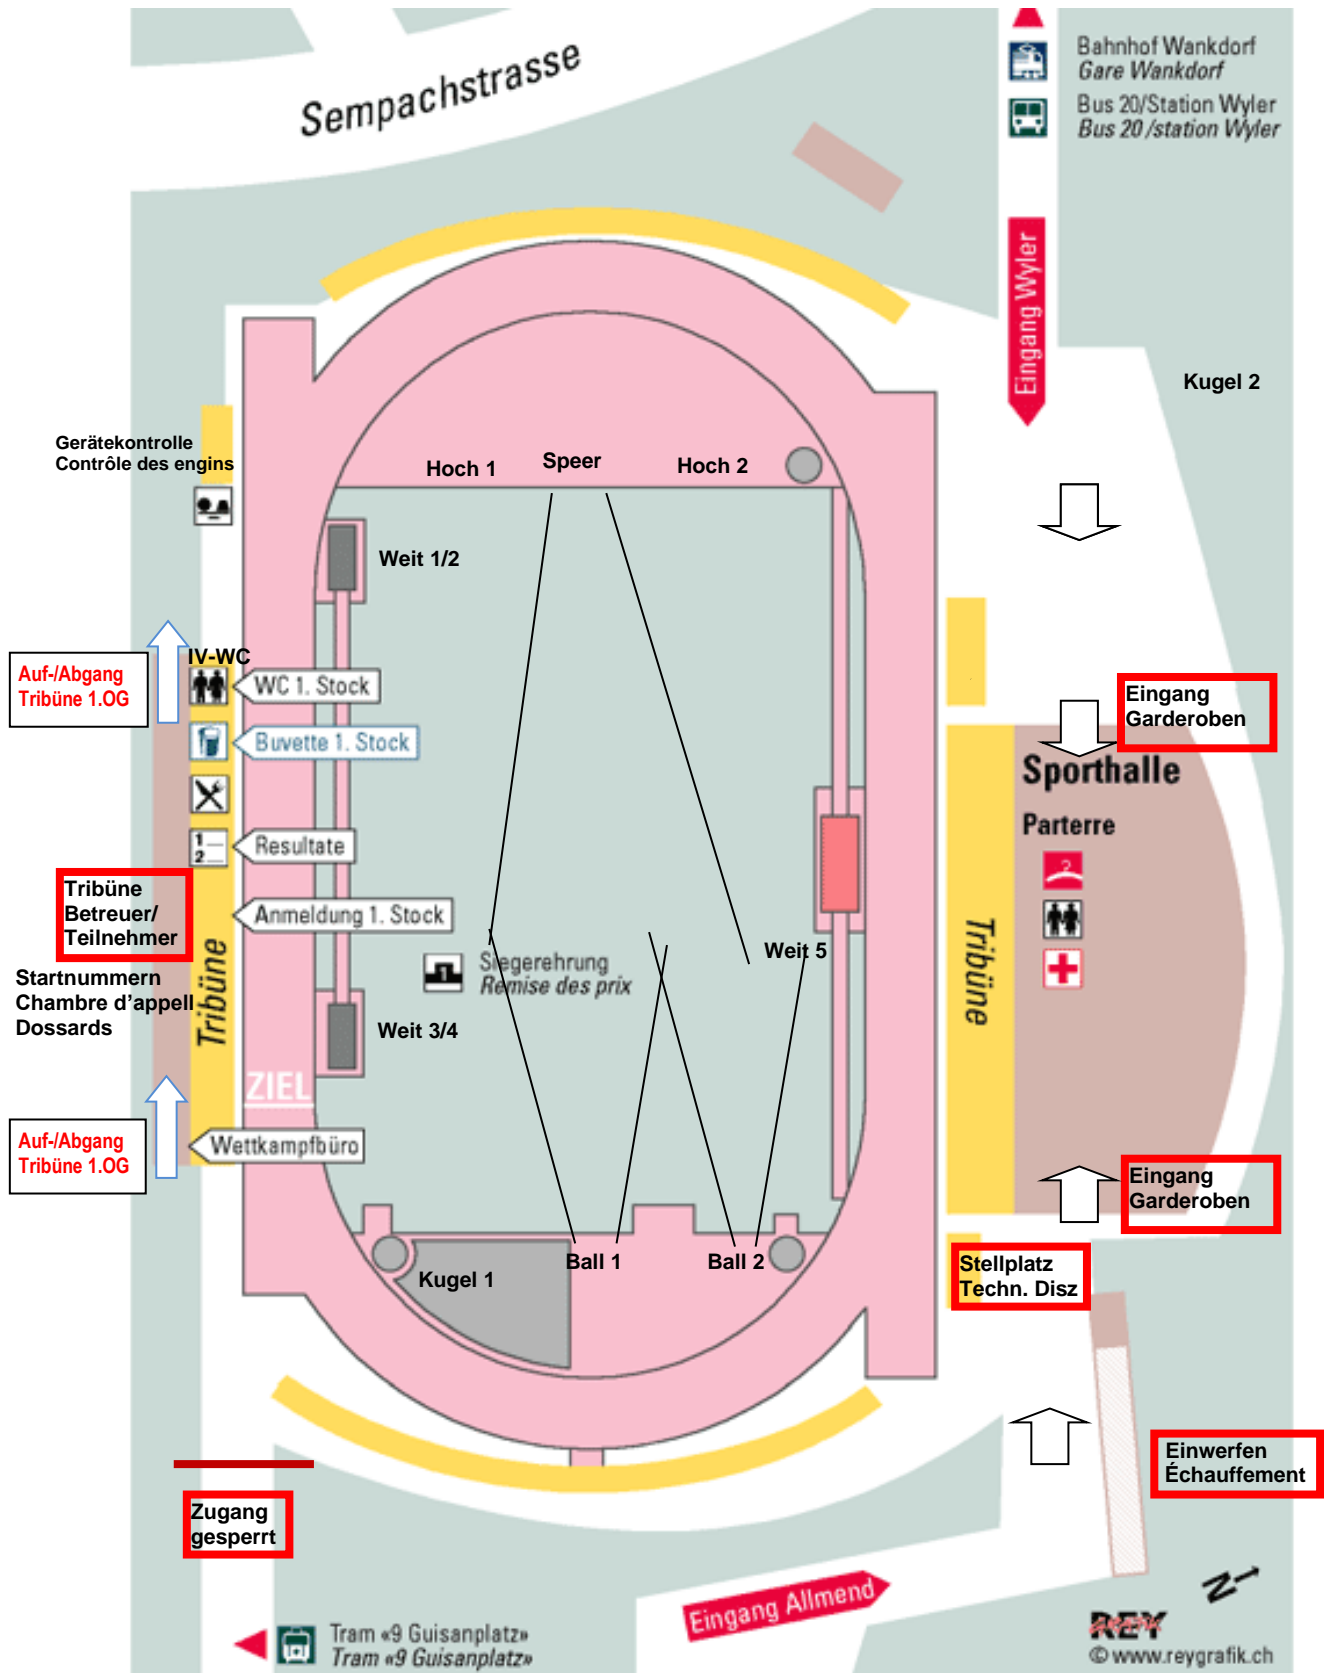 Sempachstrasse
Bahnhof Wankdorf
Gare Wankdorf
Bus 20/Station Wyler
Bus 20/station Wyler
Eingang Wyler
Kugel 2
Gerätekontrolle
Contrôle des engins
Hoch 1
Speer
Hoch 2
Weit 1/2
IV-WC
Auf-/Abgang
Tribüne 1.OG
WC 1. Stock
Buvette 1. Stock
Eingang
Garderoben
Sporthalle
Parterre
2
1
2
Resultate
Tribüne
Betreuer/
Teilnehmer
Anmeldung 1. Stock
Startnummern
Chambre d'appell
Dossards
Tribüne
1
Siegerehrung
Remise des prix
Weit 5
Tribüne
Weit 3/4
ZIEL
Auf-/Abgang
Tribüne 1.OG
Wettkampfbüro
Eingang
Garderoben
Kugel 1
Ball 1
Ball 2
Stellplatz
Techn. Disz
Einwerfen
Échauffement
Zugang
gesperrt
Eingang Allmend
N
Tram «9 Guisanplatz»
Tram «9 Guisanplatz»
REY
© www.reygrafik.ch